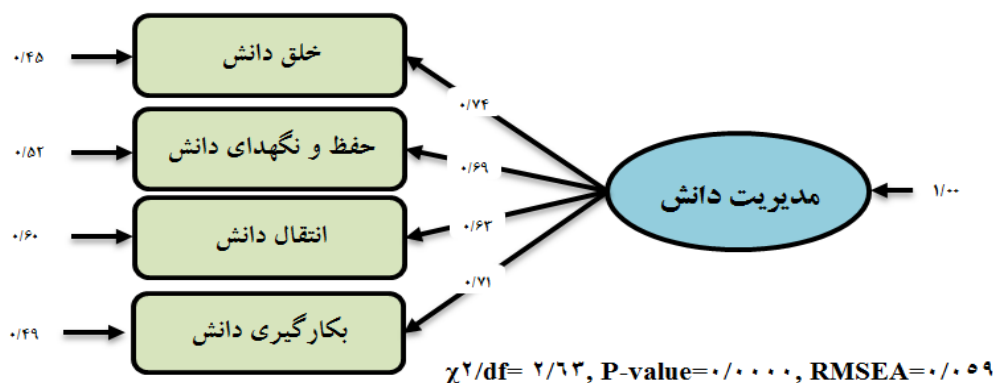 ۰/۴۵
خلق دانش
۰/۷۴
۰/۵۲
حفظ و نگهدای دانش
۰/۶۹
مدیریت دانش
۱/۰۰
۰/۶۰
انتقال دانش
۰/۶۳
۰/۴۹
بکارگیری دانش
۰/۷۱
χ۲/df= ۲/۶۳, P-value=۰/۰۰۰۰, RMSEA=۰/۰۵۹